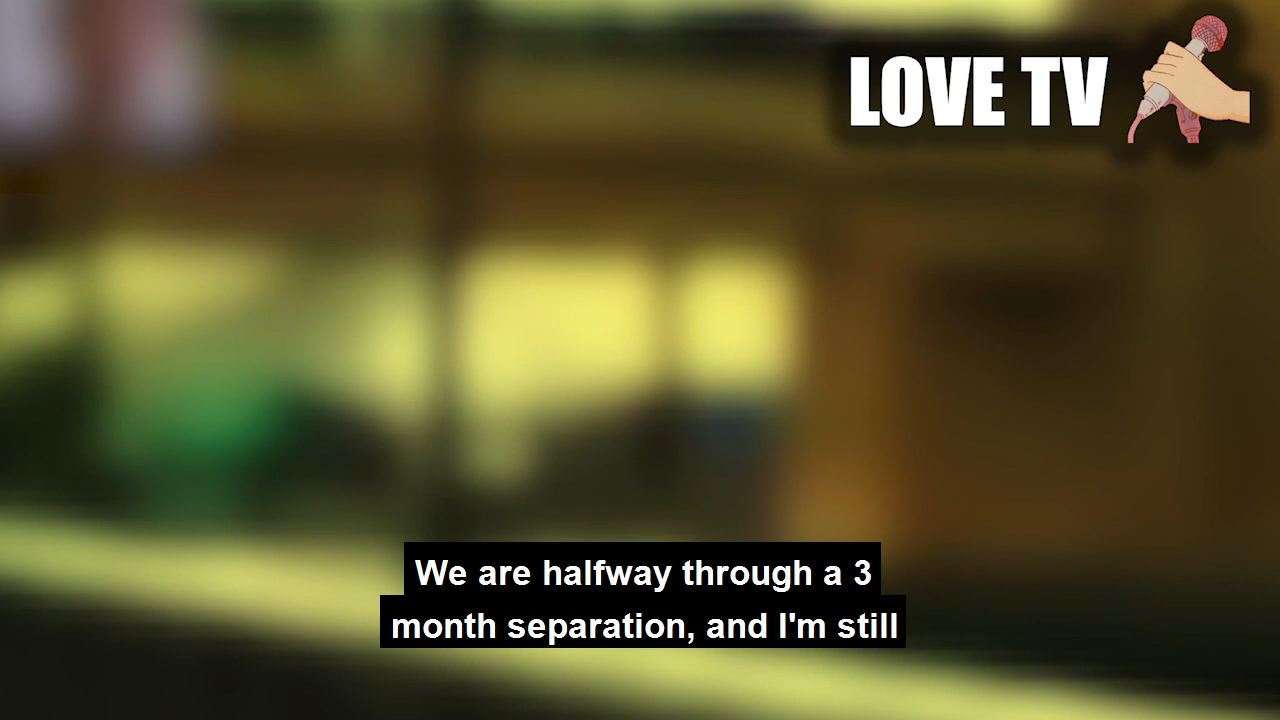 LOVE TV
We are halfway through a 3
month separation, and I'm still